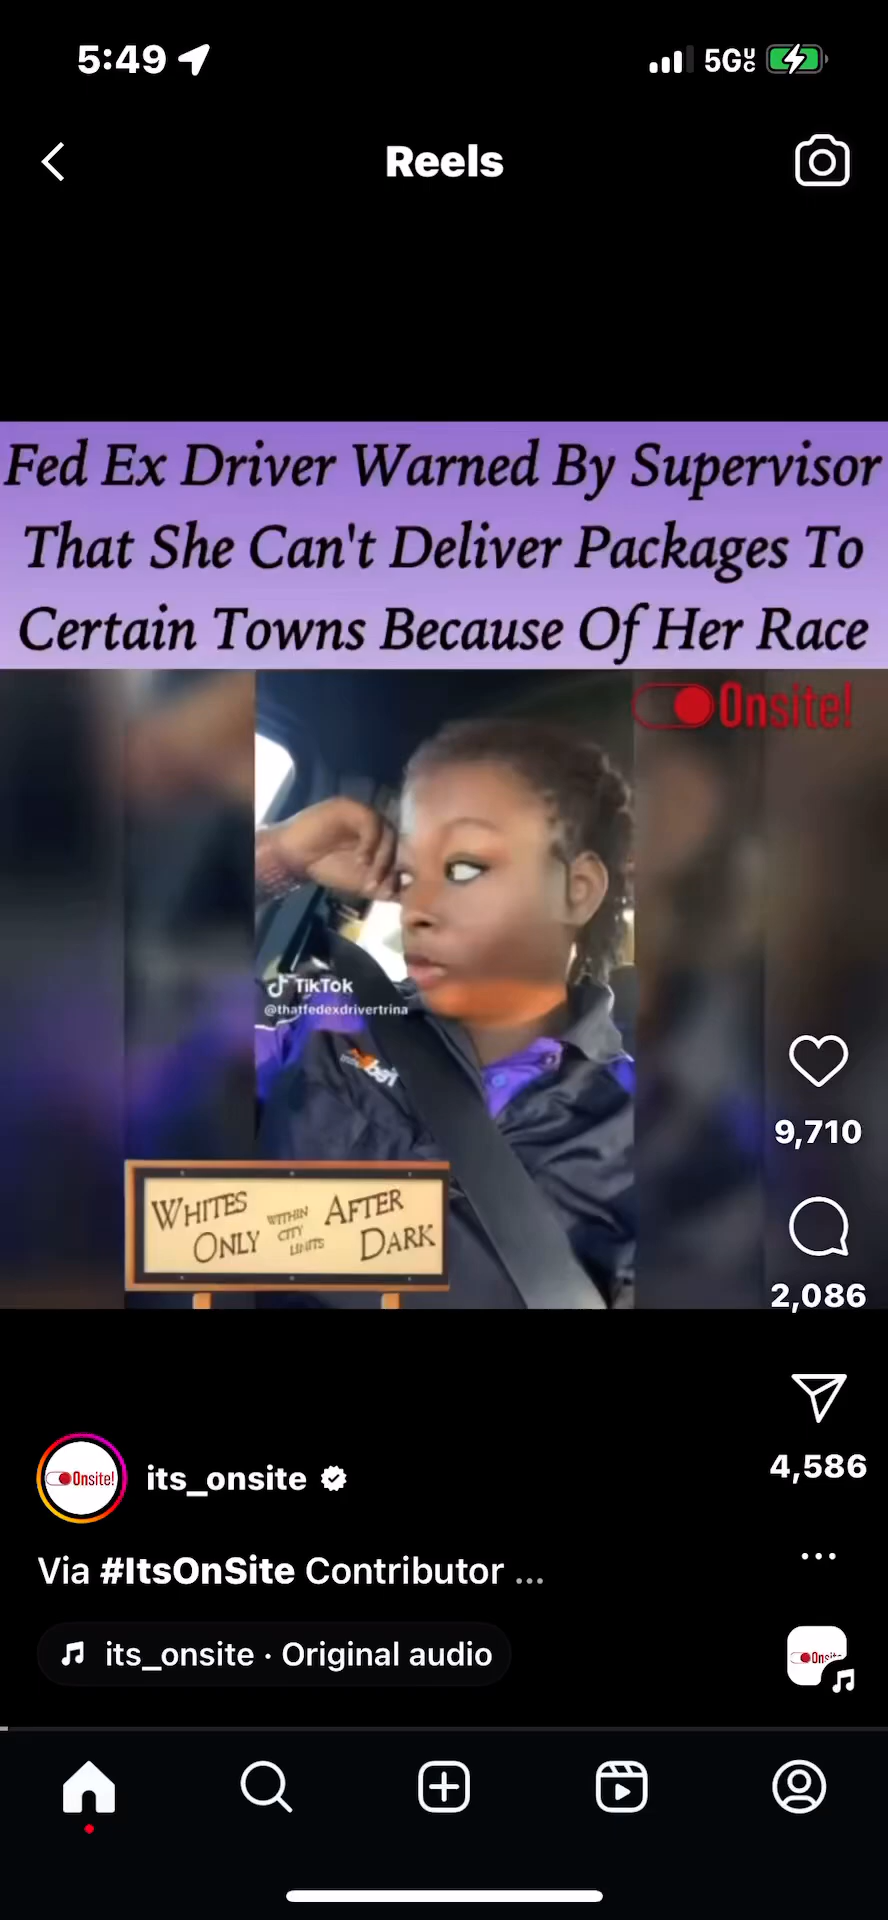 5:49
5GUC
Reels
Fed Ex Driver Warned By Supervisor
That She Can't Deliver Packages To
Certain Towns Because Of Her Race
Onsite!
TikTok
@thatfedexdrivertrina
WHITES
ONLY
WITHIN
CITY
LIMITS
AFTER
DARK
9,710
2,086
4,586
Onsite!
its_onsite
Via #ItsOnSite Contributor ...
its_onsite · Original audio